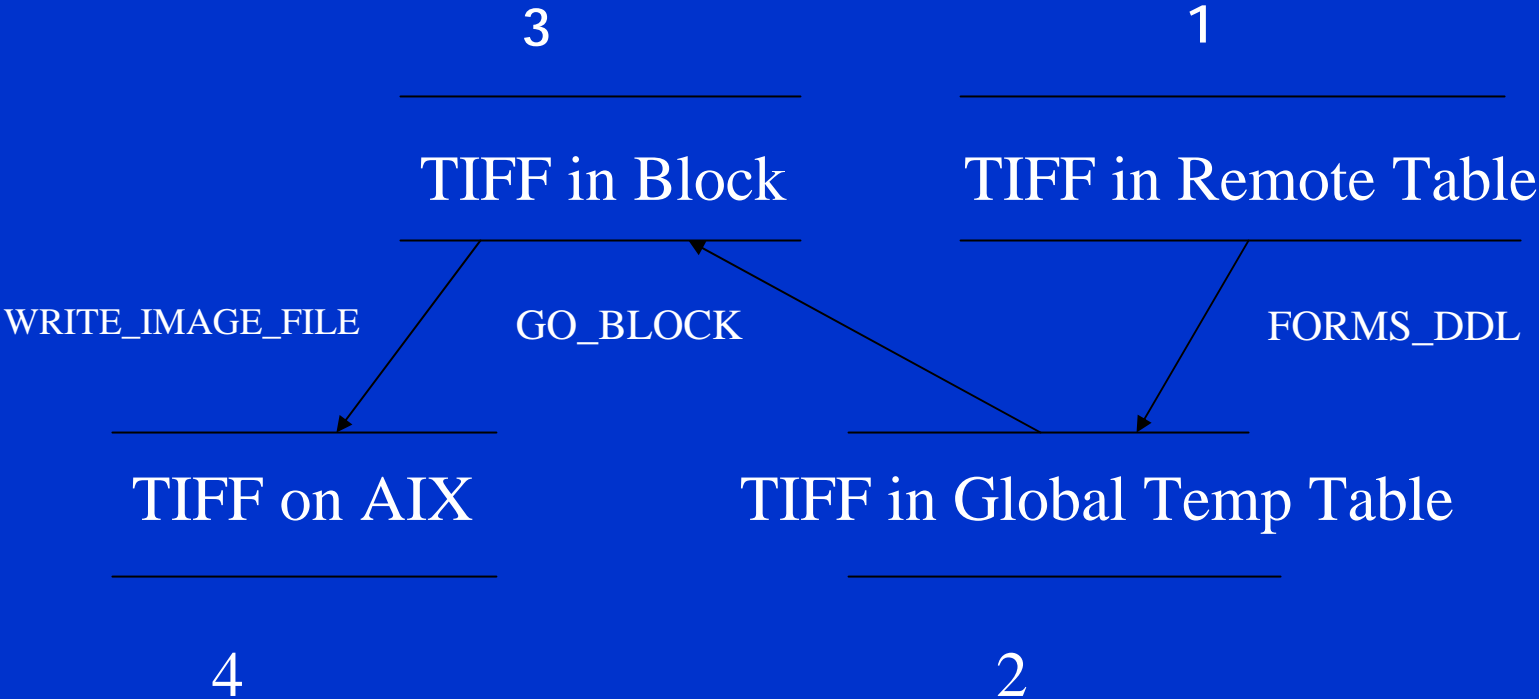 3
1
TIFF in Block
TIFF in Remote Table
WRITE_IMAGE_FILE
GO_BLOCK
FORMS_DDL
TIFF on AIX
TIFF in Global Temp Table
4
2